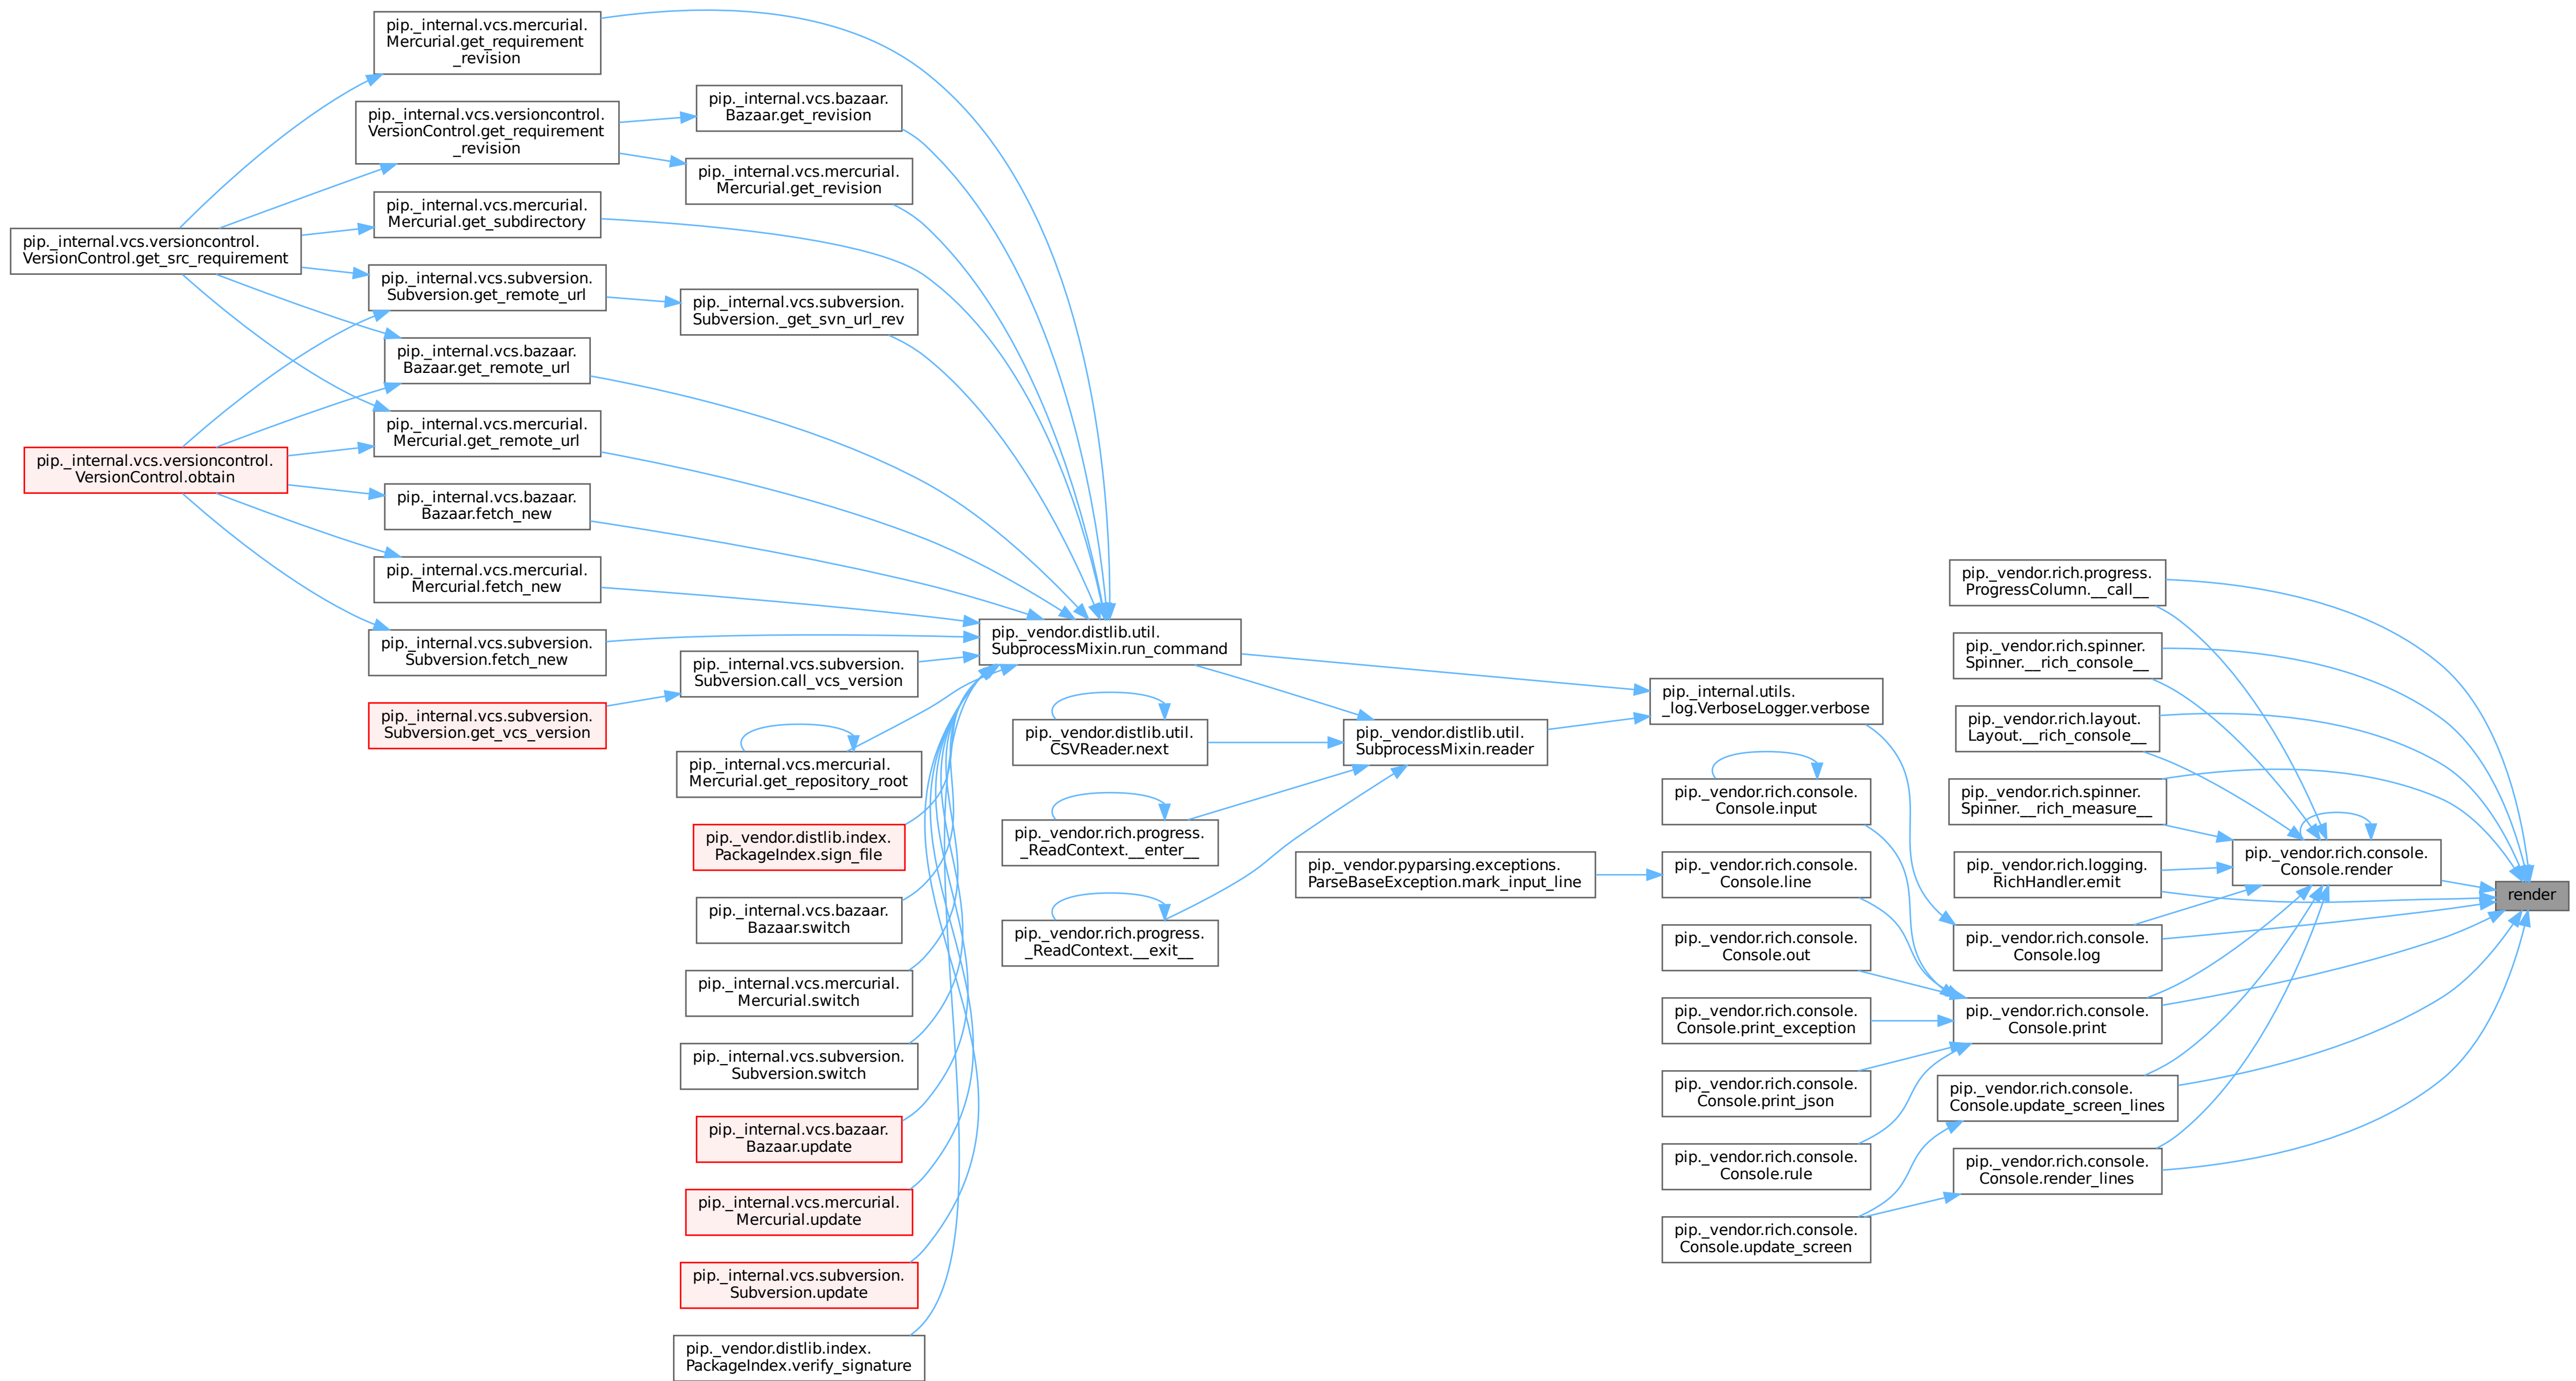 pip._internal.vcs.mercurial.
Mercurial.get_requirement
_revision
pip._internal.vcs.versioncontrol.
VersionControl.get_requirement
_revision
pip._internal.vcs.mercurial.
Mercurial.get_subdirectory
pip._internal.vcs.versioncontrol.
VersionControl.get_src_requirement
pip._internal.vcs.subversion.
Subversion.get_remote_url
pip._internal.vcs.bazaar.
Bazaar.get_remote_url
pip._internal.vcs.mercurial.
Mercurial.get_remote_url
pip._internal.vcs.versioncontrol.
VersionControl.obtain
pip._internal.vcs.bazaar.
Bazaar.fetch_new
pip._internal.vcs.mercurial.
Mercurial.fetch_new
pip._internal.vcs.subversion.
Subversion.fetch_new
pip._internal.vcs.subversion.
Subversion.get_vcs_version
pip._internal.vcs.bazaar.
Bazaar.get_revision
pip._internal.vcs.mercurial.
Mercurial.get_revision
pip._internal.vcs.subversion.
Subversion._get_svn_url_rev
pip._internal.vcs.subversion.
Subversion.call_vcs_version
pip._internal.vcs.mercurial.
Mercurial.get_repository_root
pip._vendor.distlib.index.
PackageIndex.sign_file
pip._internal.vcs.bazaar.
Bazaar.switch
pip._internal.vcs.mercurial.
Mercurial.switch
pip._internal.vcs.subversion.
Subversion.switch
pip._internal.vcs.bazaar.
Bazaar.update
pip._internal.vcs.mercurial.
Mercurial.update
pip._internal.vcs.subversion.
Subversion.update
pip._vendor.distlib.index.
PackageIndex.verify_signature
pip._vendor.distlib.util.
SubprocessMixin.run_command
pip._vendor.distlib.util.
CSVReader.next
pip._vendor.rich.progress.
_ReadContext.__enter__
pip._vendor.rich.progress.
_ReadContext.__exit__
pip._vendor.distlib.util.
SubprocessMixin.reader
pip._vendor.pyparsing.exceptions.
ParseBaseException.mark_input_line
pip._internal.utils.
_log.VerboseLogger.verbose
pip._vendor.rich.console.
Console.input
pip._vendor.rich.console.
Console.line
pip._vendor.rich.console.
Console.out
pip._vendor.rich.console.
Console.print_exception
pip._vendor.rich.console.
Console.print_json
pip._vendor.rich.console.
Console.rule
pip._vendor.rich.console.
Console.update_screen
pip._vendor.rich.progress.
ProgressColumn.__call__
pip._vendor.rich.spinner.
Spinner.__rich_console__
pip._vendor.rich.layout.
Layout.__rich_console__
pip._vendor.rich.spinner.
Spinner.__rich_measure__
pip._vendor.rich.logging.
RichHandler.emit
pip._vendor.rich.console.
Console.log
pip._vendor.rich.console.
Console.print
pip._vendor.rich.console.
Console.update_screen_lines
pip._vendor.rich.console.
Console.render_lines
pip._vendor.rich.console.
Console.render
render